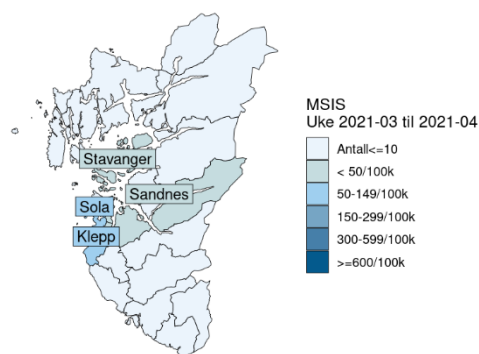 Stavanger
Sandnes
Sola
Klepp
MSIS
Uke 2021-03 til 2021-04
Antall<=10
< 50/100k
50-149/100k
150-299/100k
300-599/100k
>=600/100k